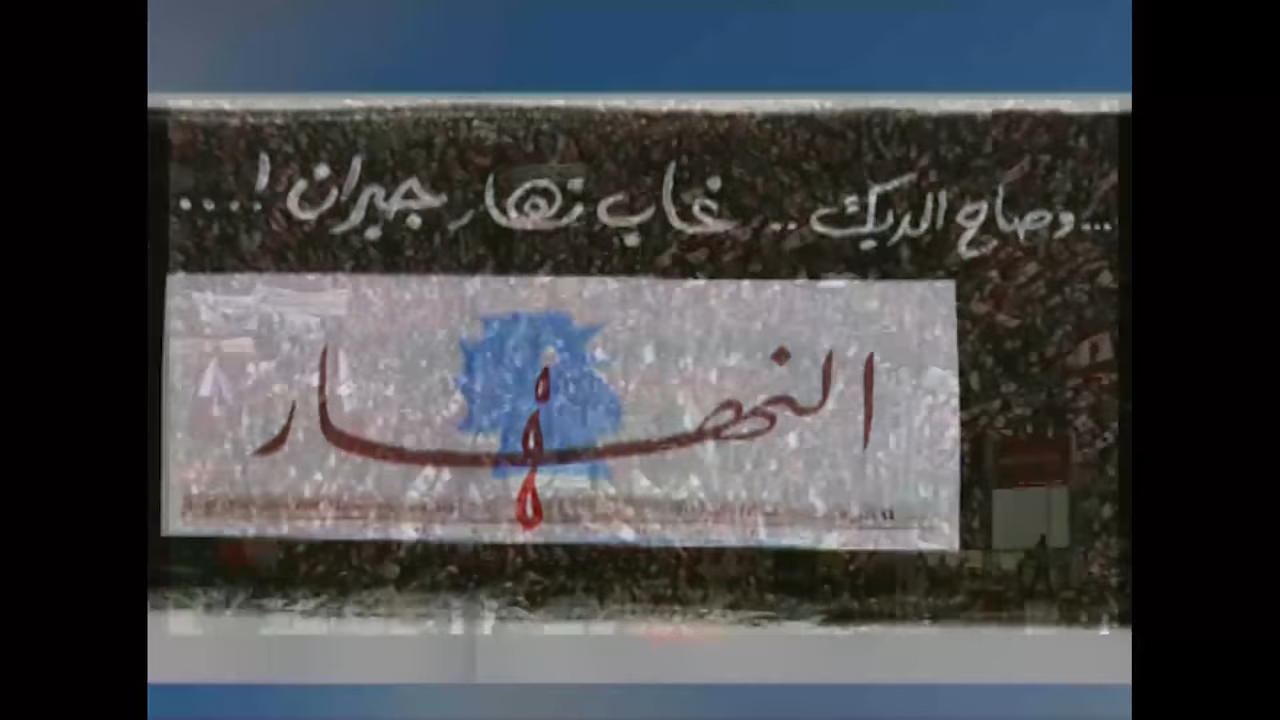 ...وصاح الديك.. غاب نهار جبران !....
النهار